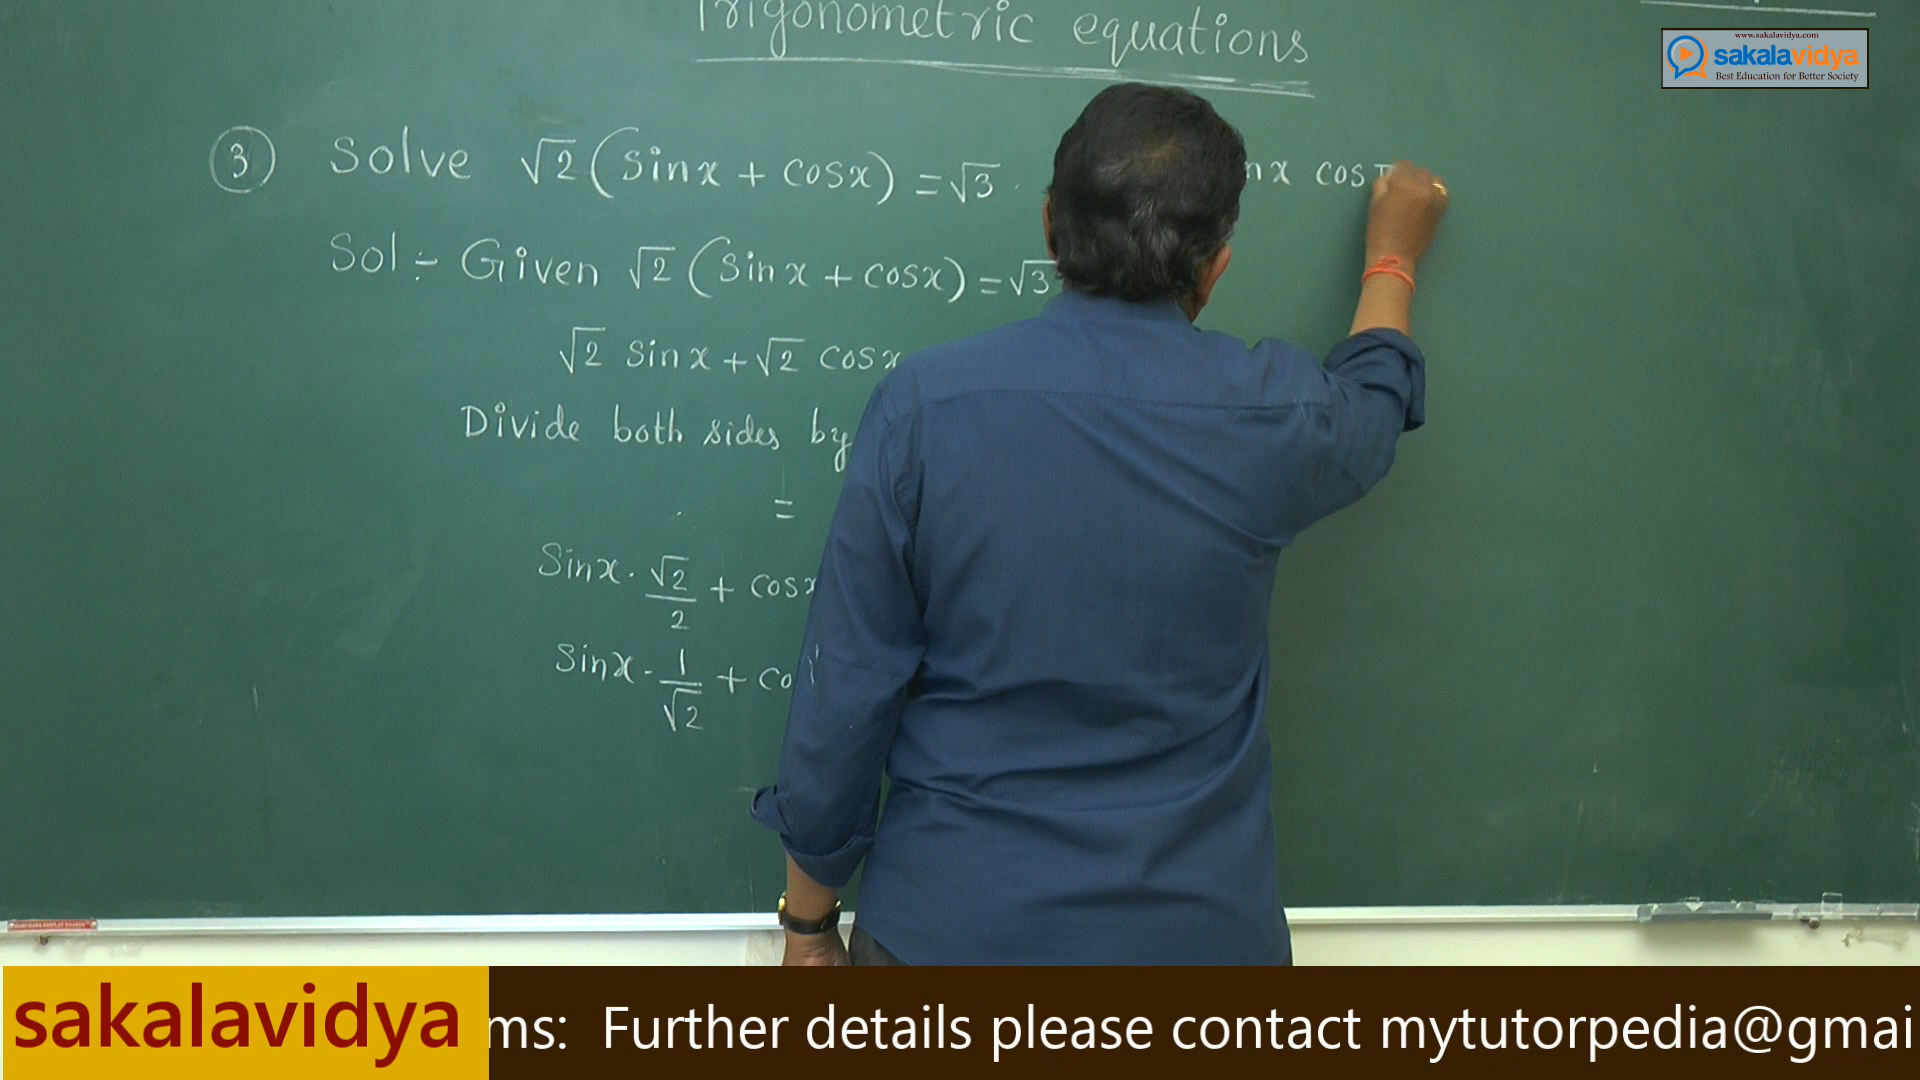 Trigonometric equations
www.sakalavidya.com
sakalavidya
Best Education for Better Society
3 Solve √2(sinx + cosx) = √3
Sol :- Given √2 (sinx + cosx) = √3
√2 sinx + √2 cosx
Divide both sides by
=
Sinx · √2/2 + cosx
Sinx · 1/√2 + co
nx cos
sakalavidya
ms: Further details please contact mytutorpedia@gmai